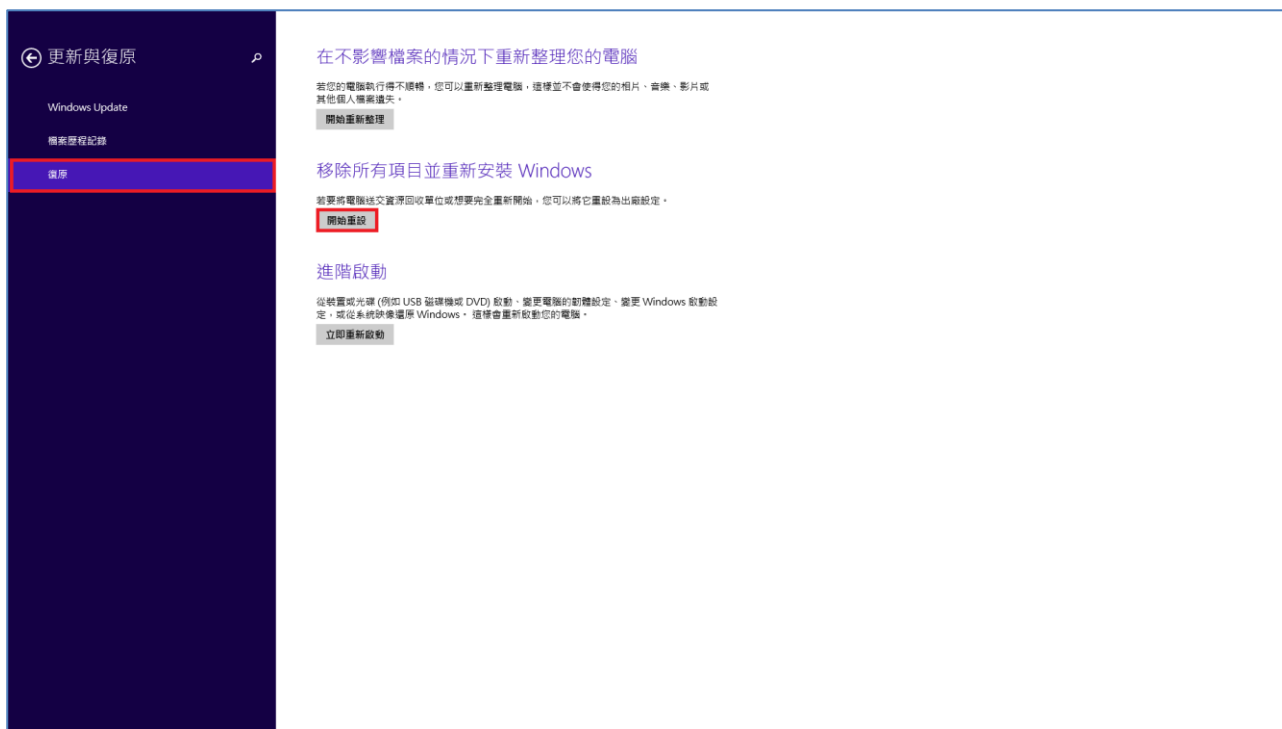 更新與復原
Windows Update
檔案歷程記錄
復原
在不影響檔案的情況下重新整理您的電腦
若您的電腦執行得不順暢，您可以重新整理電腦，這樣並不會使得您的相片、音樂、影片或
其他個人檔案遺失。
開始重新整理
移除所有項目並重新安裝 Windows
若要將電腦送交資源回收單位或想要完全重新開始，您可以將它重設為出廠設定。
開始重設
進階啟動
從裝置或光碟 (例如 USB 磁碟機或 DVD) 啟動、變更電腦的韌體設定、變更 Windows 啟動設
定，或從系統映像還原 Windows。 這樣會重新啟動您的電腦。
立即重新啟動